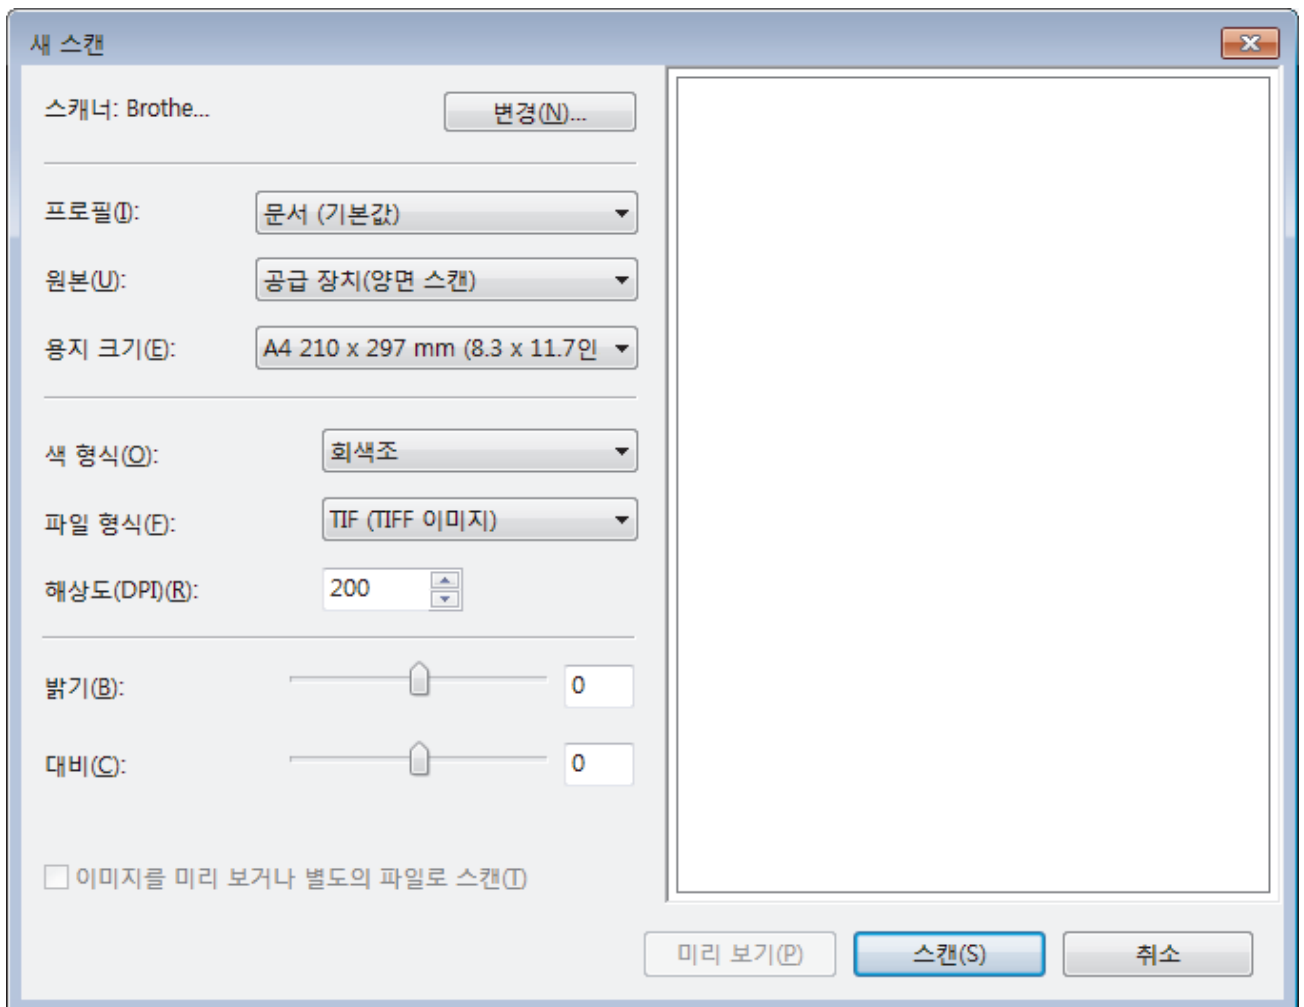 새 스캔
스캐너: Brothe...
변경(N)...
프로필(I):
문서 (기본값)
원본(U):
공급 장치(양면 스캔)
용지 크기(E):
A4 210 x 297 mm (8.3 x 11.7인
색 형식(O):
회색조
파일 형식(F):
TIF (TIFF 이미지)
해상도(DPI)(R):
200
밝기(B):
0
대비(C):
0
이미지를 미리 보거나 별도의 파일로 스캔(T)
미리 보기(P)
스캔(S)
취소